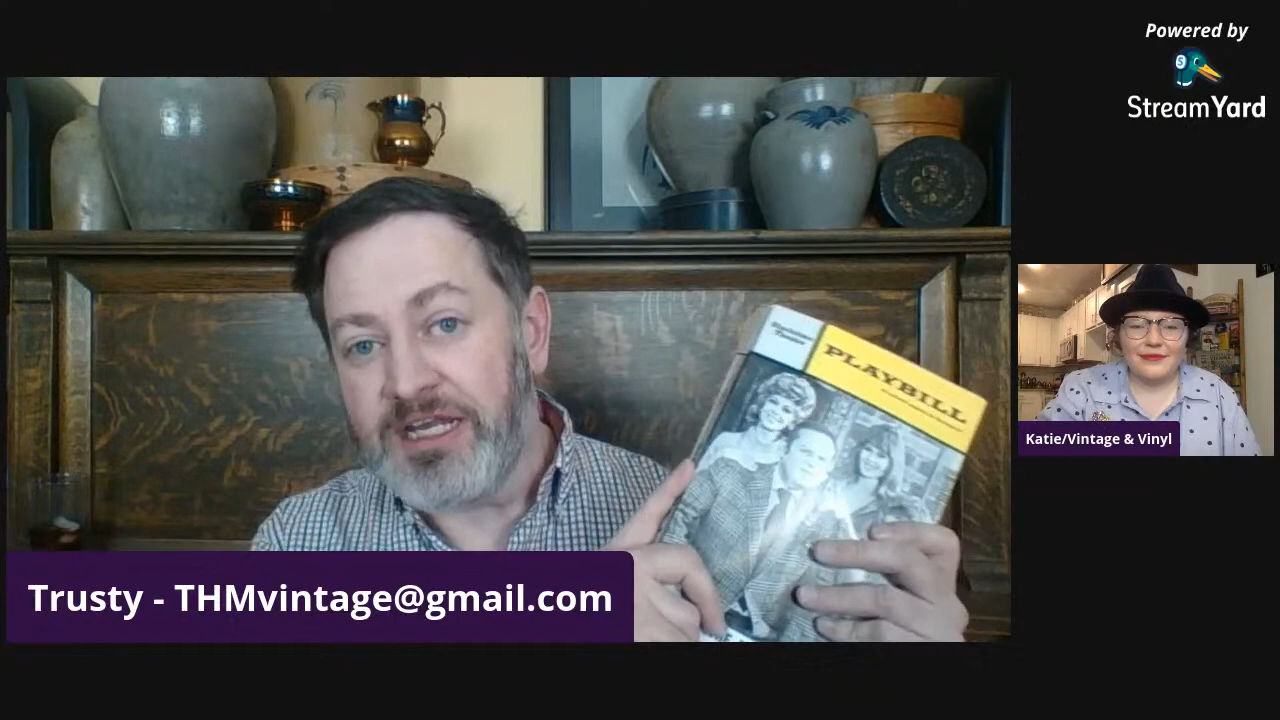 Powered by
StreamYard
PLAYBILL
Katie/Vintage & Vinyl
Trusty - THMvintage@gmail.com